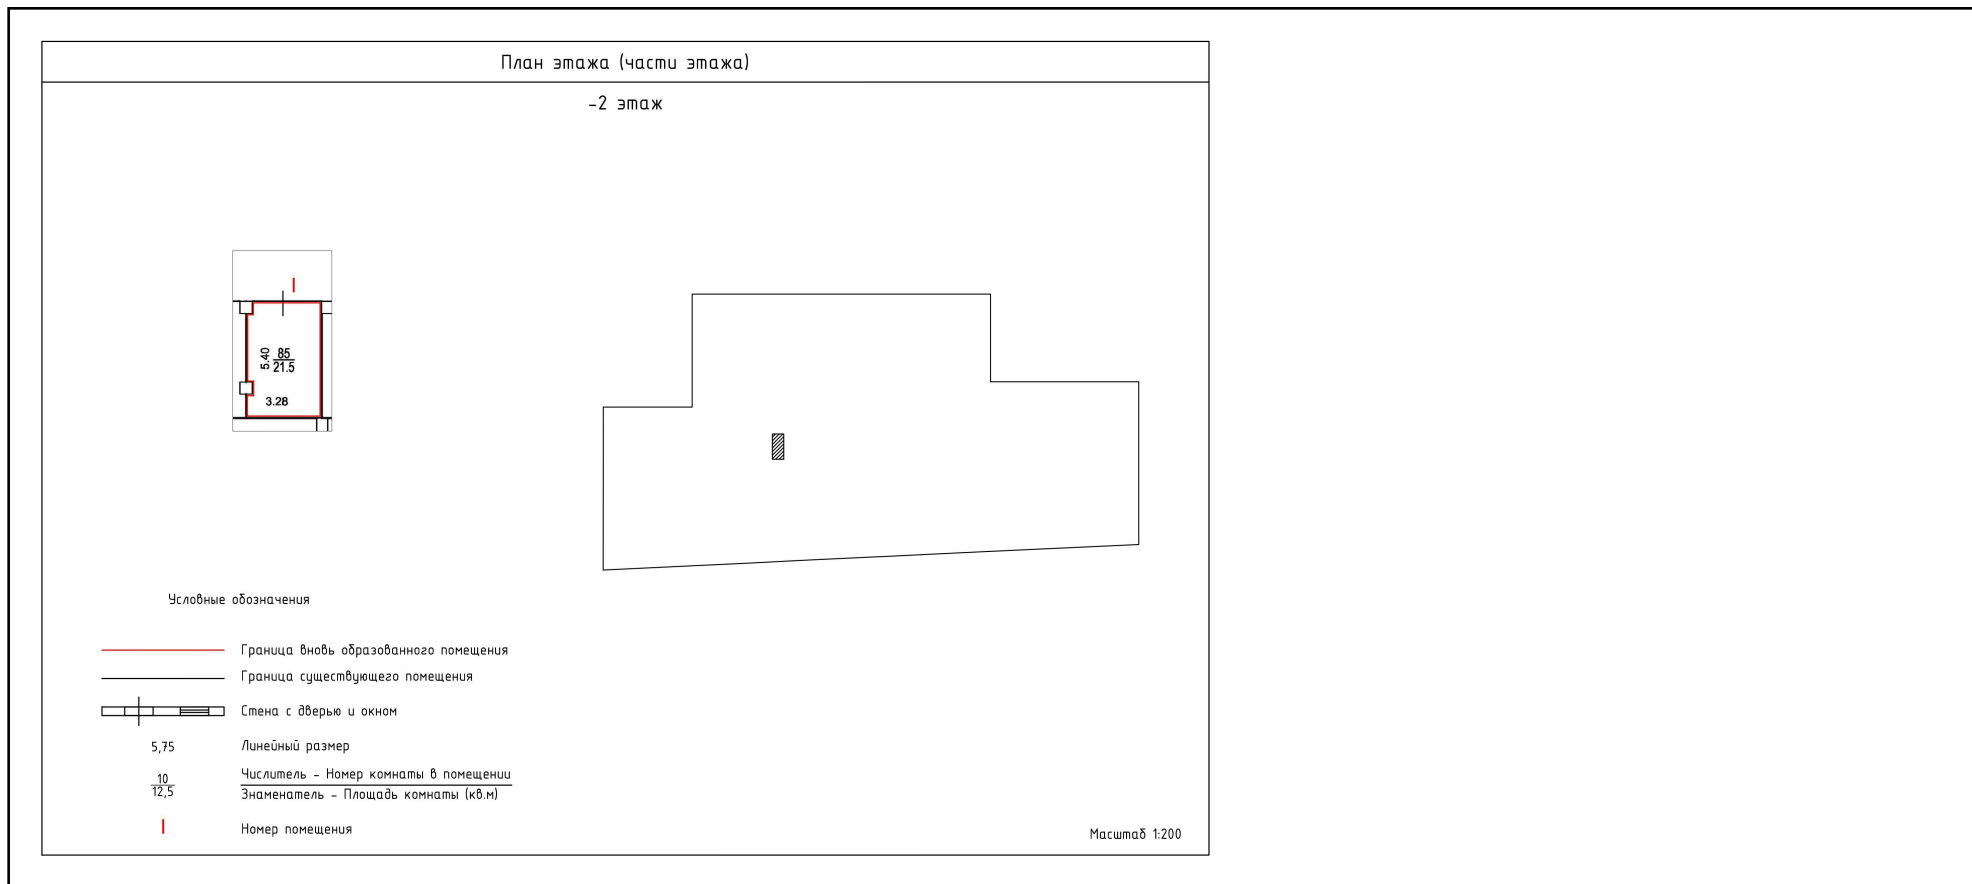 План этажа (части этажа)
-2 этаж
I
5.40
85
21.5
3.28
Условные обозначения
Граница вновь образованного помещения
Граница существующего помещения
Стена с дверью и окном
5,75 Линейный размер
10 Числитель - Номер комнаты в помещении
12,5 Знаменатель - Площадь комнаты (кв.м)
I Номер помещения
Масштаб 1:200